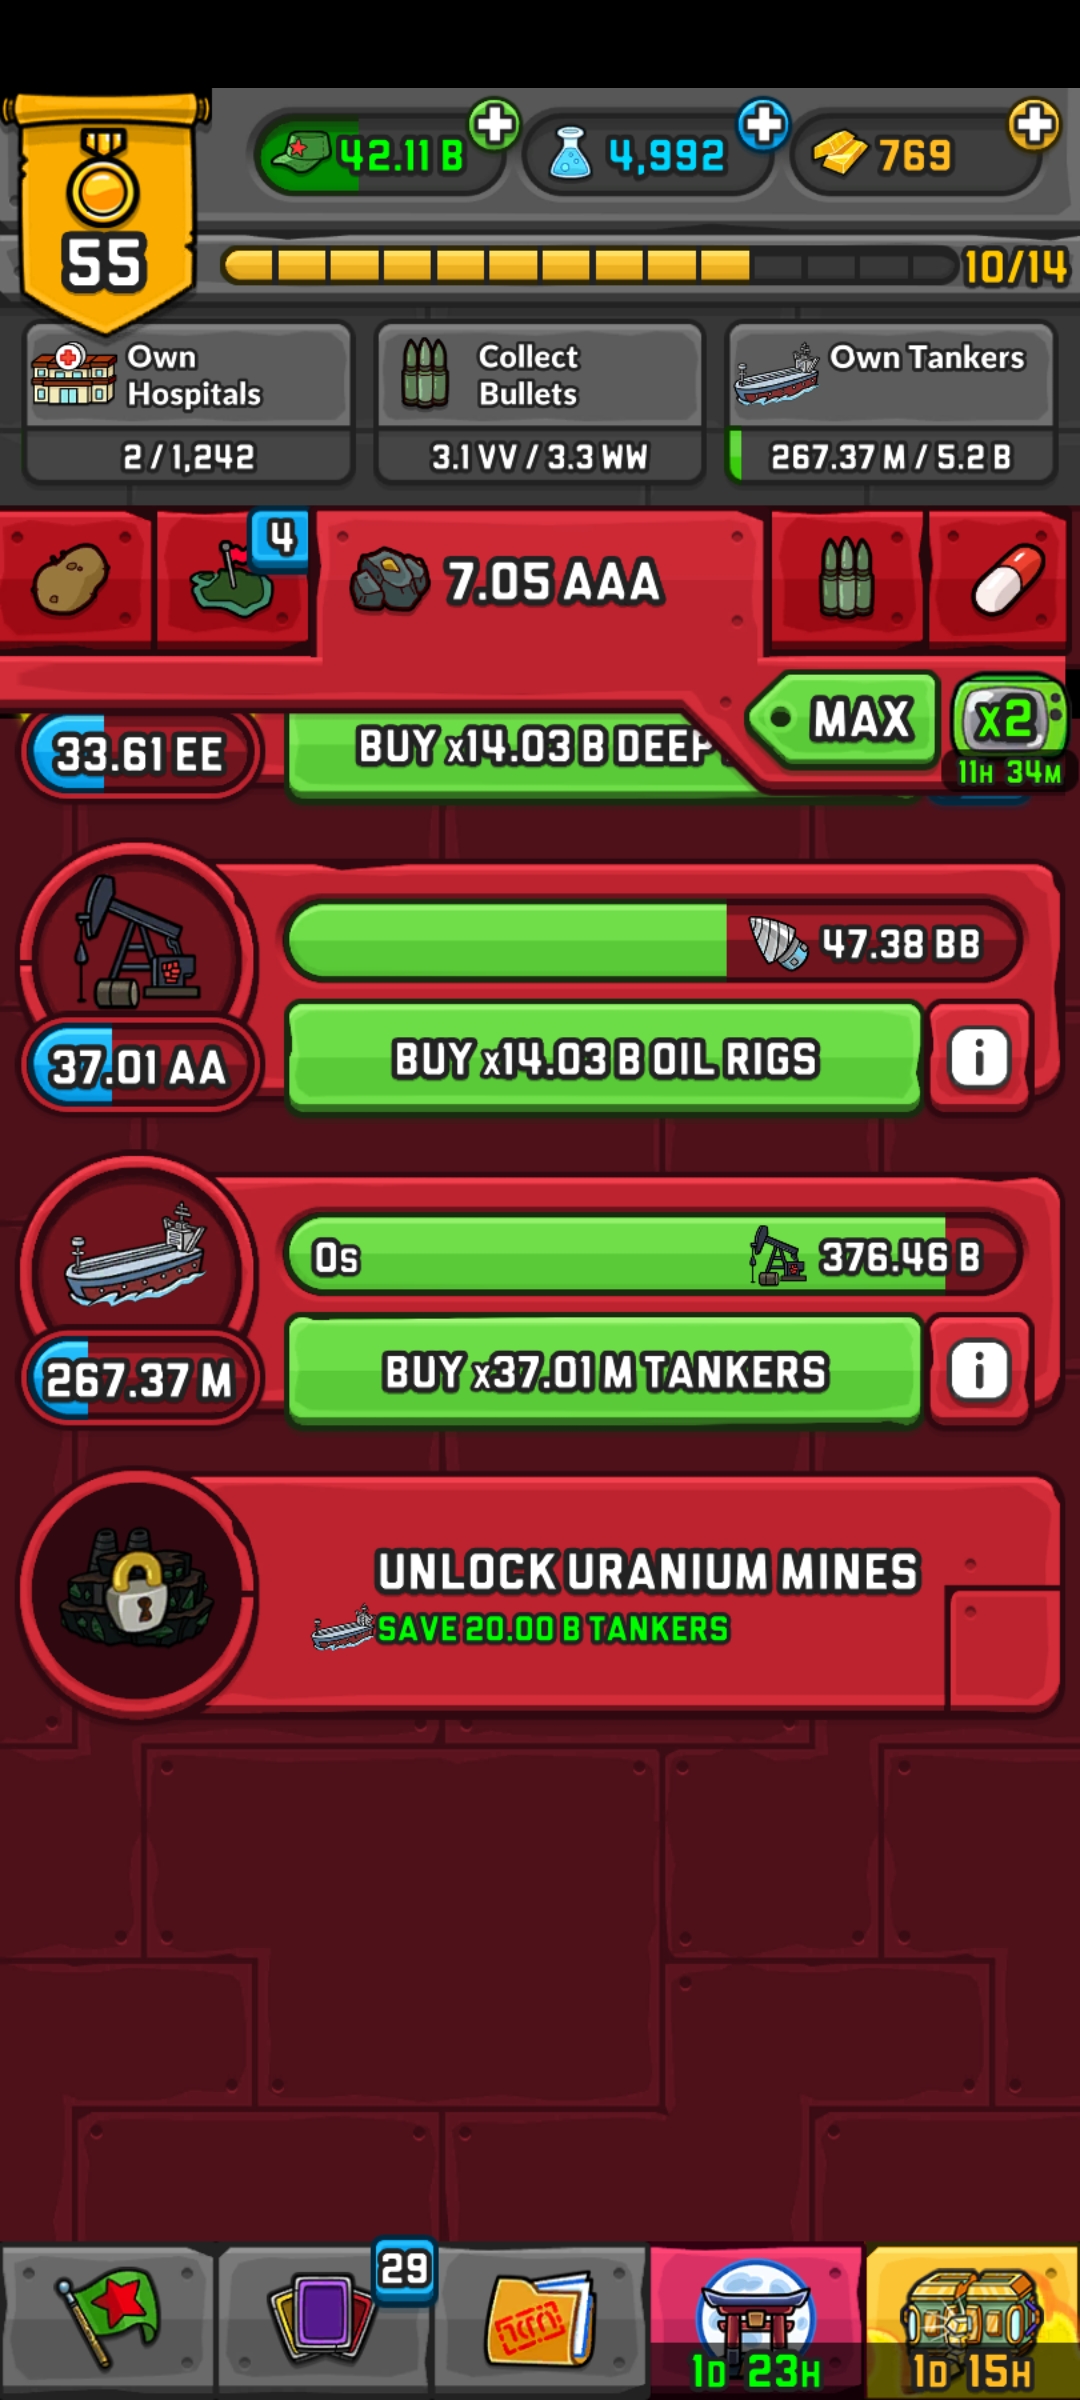 42.11 B
4,992
769
55
10/14
Own
Hospitals
2 / 1,242
Collect
Bullets
3.1 VV / 3.3 WW
Own Tankers
267.37 M / 5.2 B
4
7.05 AAA
MAX
x2
11H 34M
33.61 EE
BUY x14.03 B DEEP
47.38 BB
37.01 AA
BUY x14.03 B OIL RIGS
i
0s
376.46 B
267.37 M
BUY x37.01 M TANKERS
i
UNLOCK URANIUM MINES
SAVE 20.00 B TANKERS
29
1D 23H
1D 15H